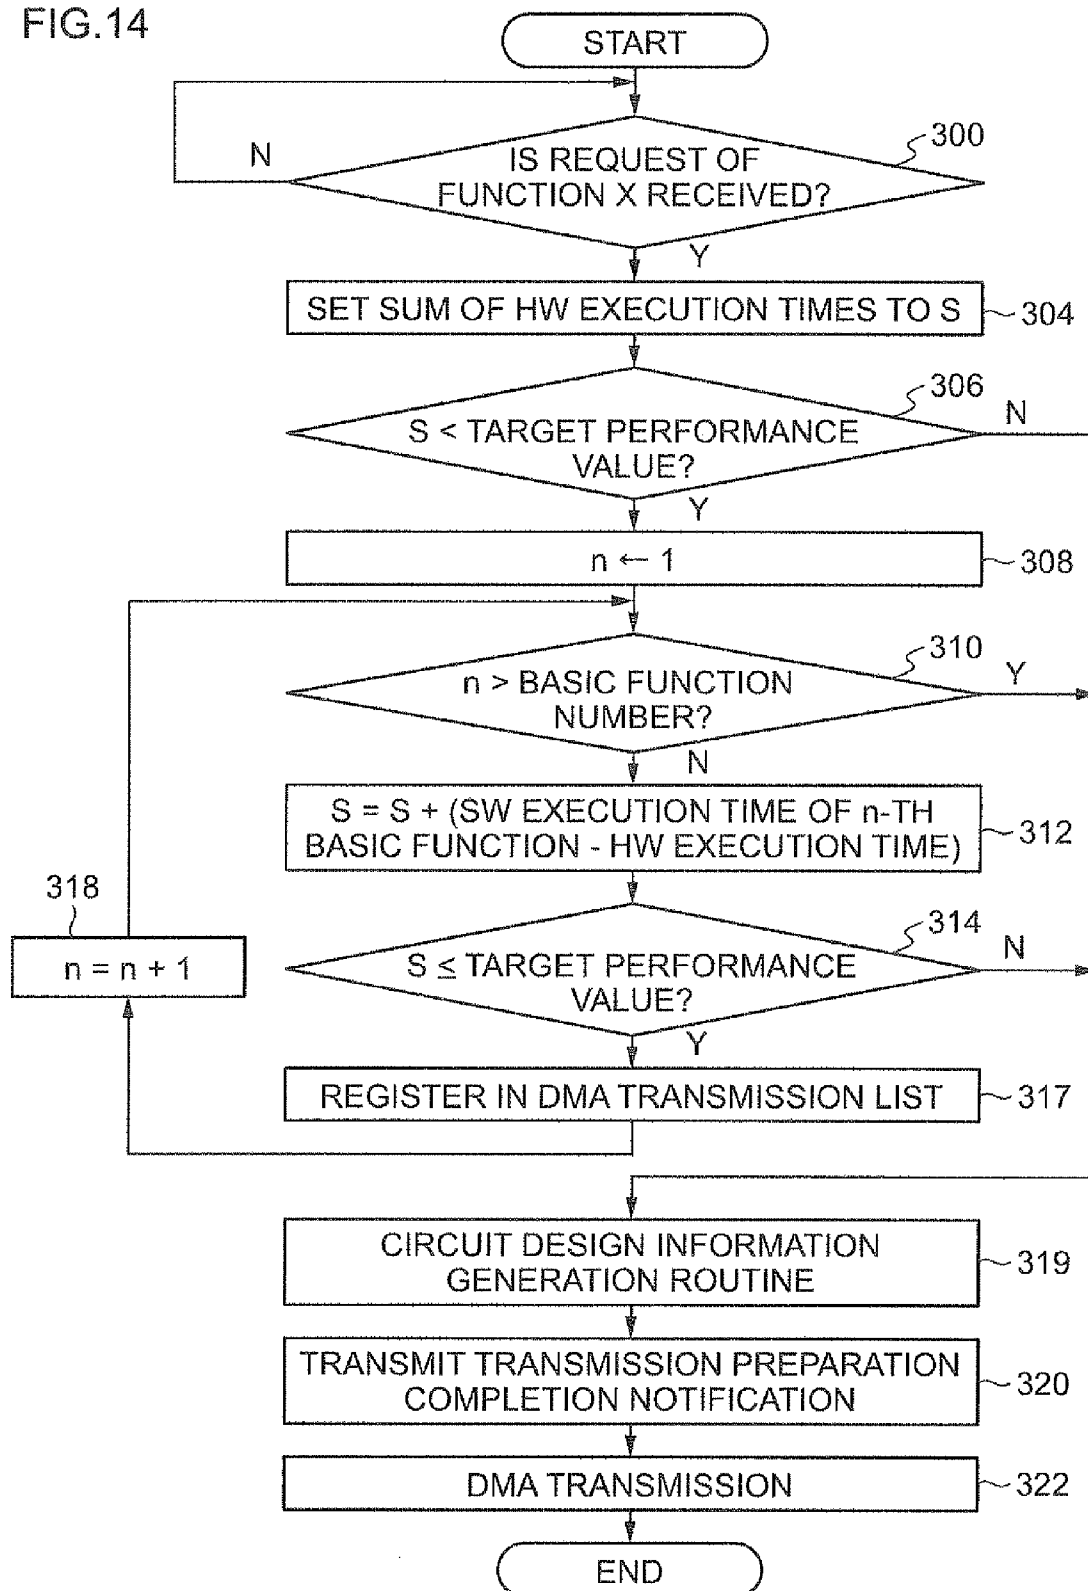 FIG.14
START
300
N
IS REQUEST OF
FUNCTION X RECEIVED?
Y
SET SUM OF HW EXECUTION TIMES TO S
304
306
N
S < TARGET PERFORMANCE
VALUE?
Y
n ← 1
308
310
Y
n > BASIC FUNCTION
NUMBER?
N
S = S + (SW EXECUTION TIME OF n-TH
BASIC FUNCTION - HW EXECUTION TIME)
312
318
n = n + 1
314
N
S ≤ TARGET PERFORMANCE
VALUE?
Y
REGISTER IN DMA TRANSMISSION LIST
317
CIRCUIT DESIGN INFORMATION
GENERATION ROUTINE
319
TRANSMIT TRANSMISSION PREPARATION
COMPLETION NOTIFICATION
320
DMA TRANSMISSION
322
END